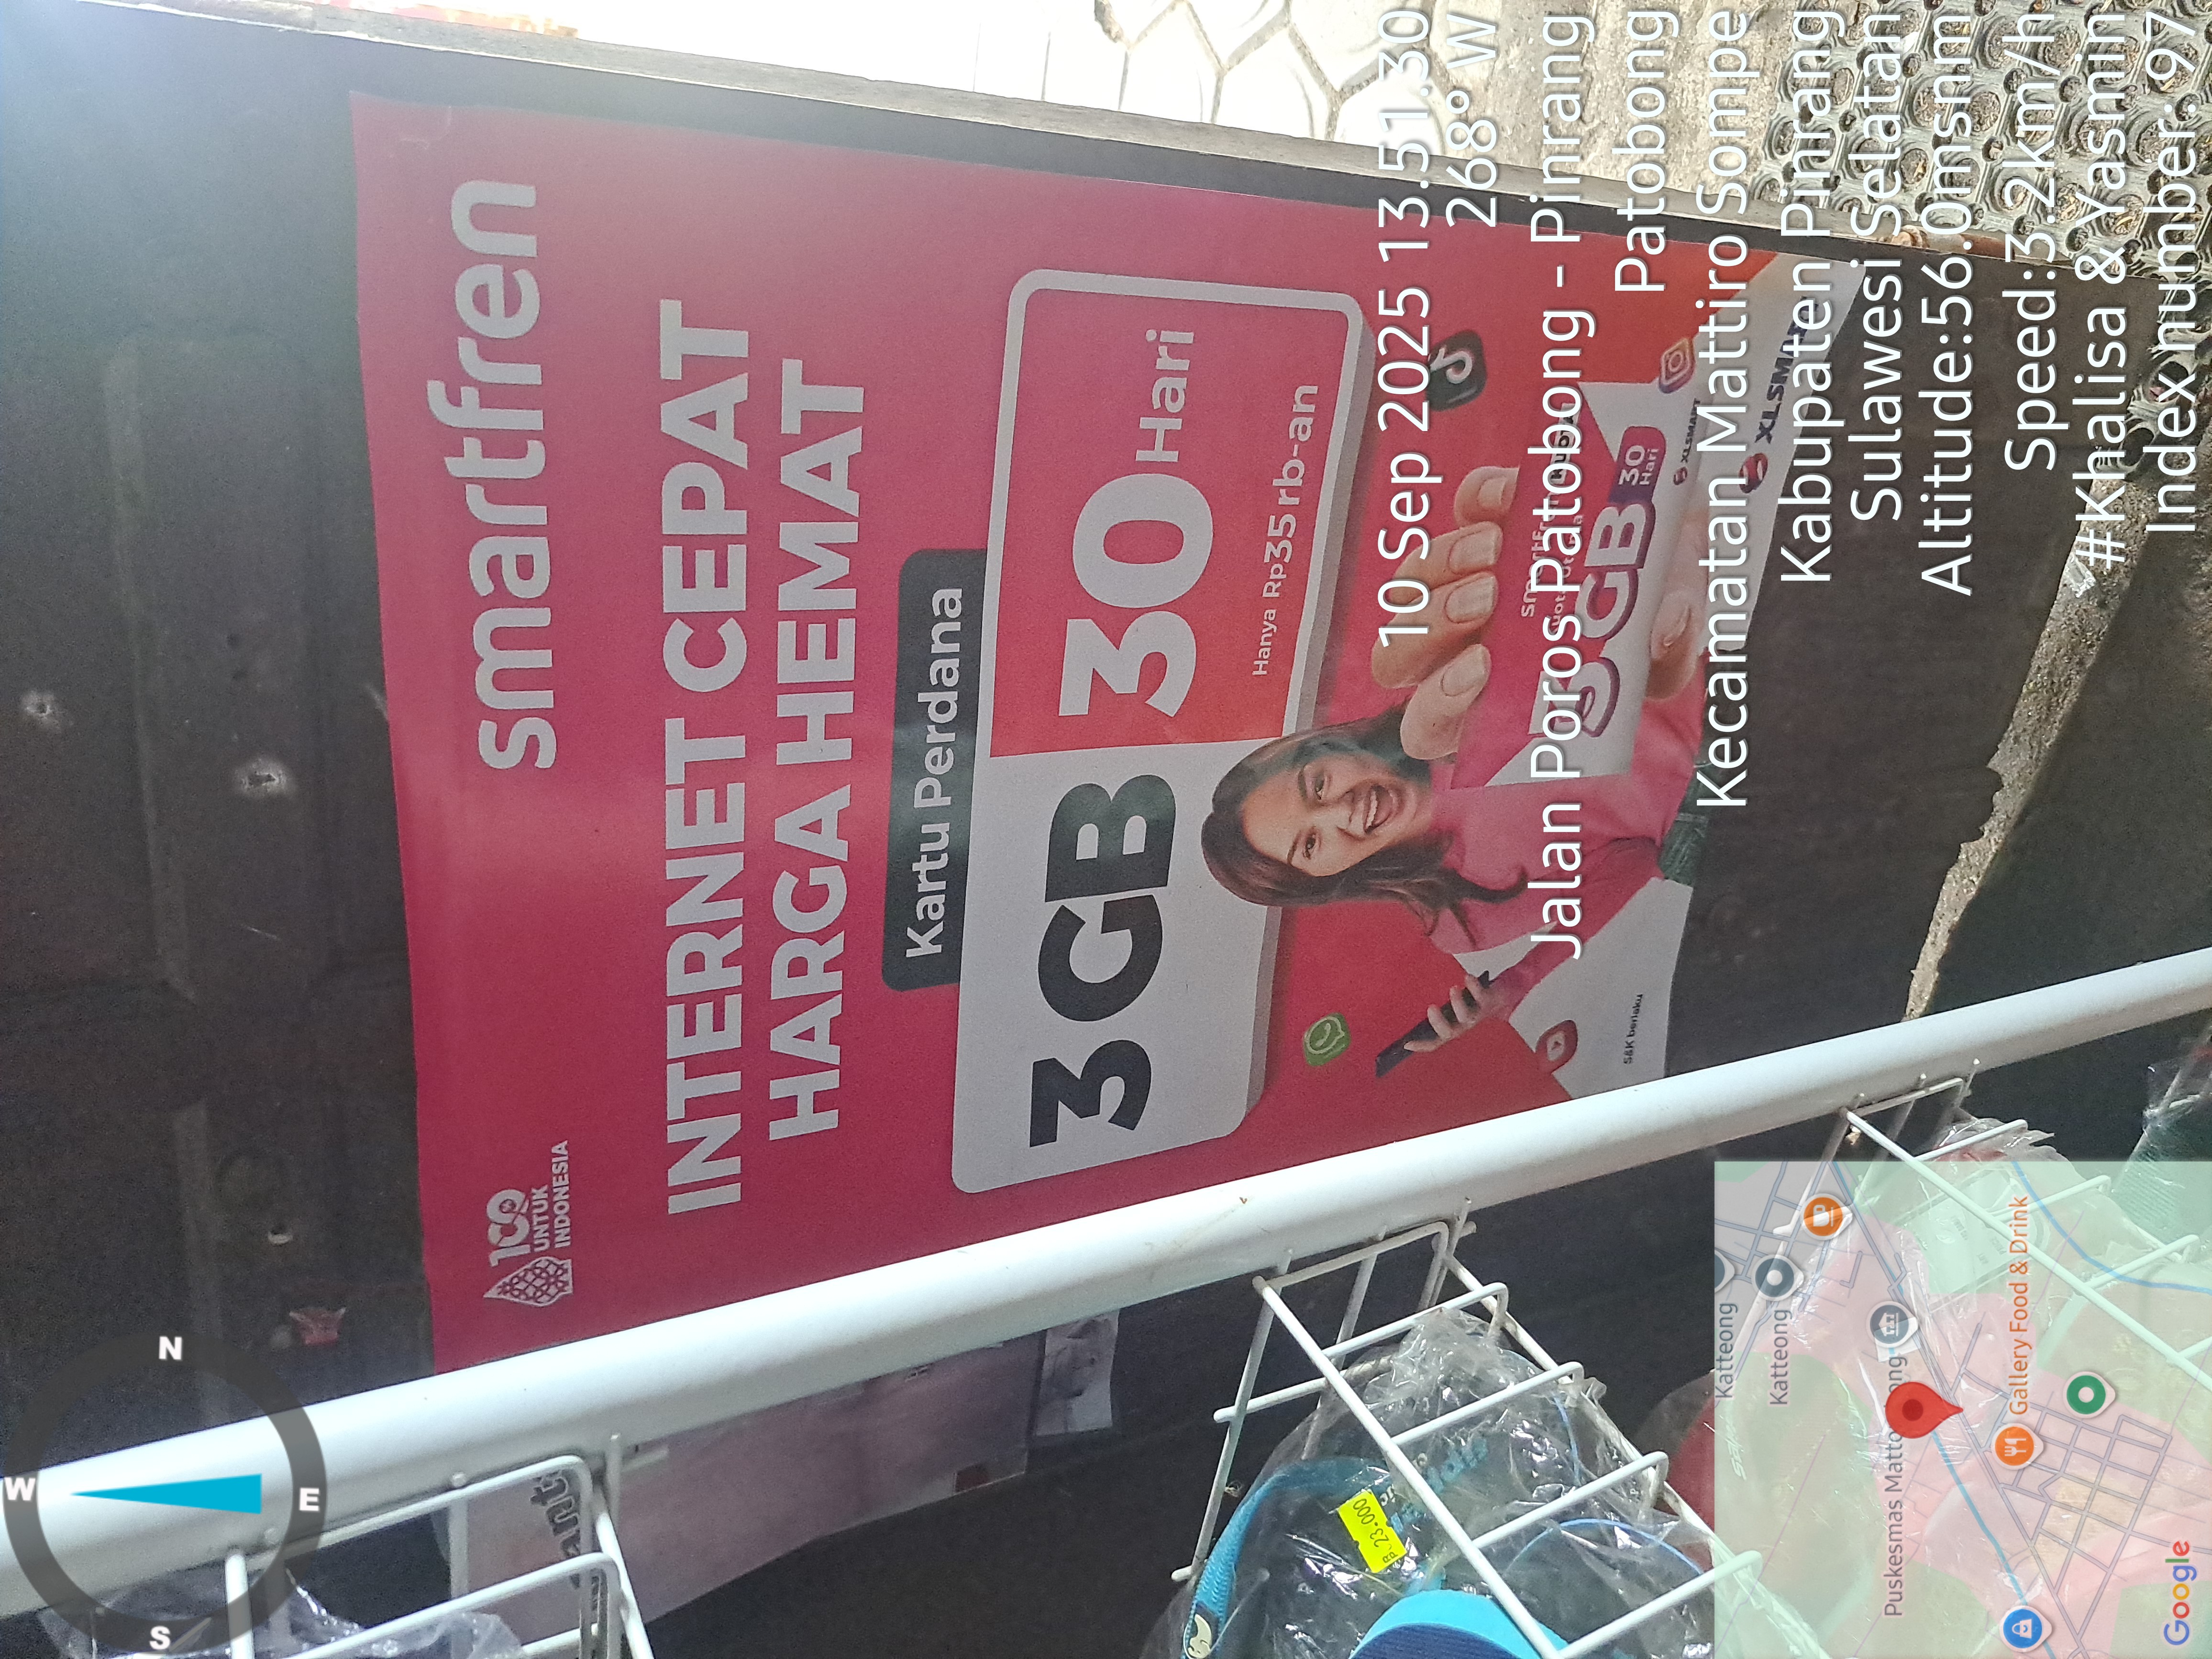 smartfren
100
UNTUK
INDONESIA
INTERNET CEPAT
HARGA HEMAT
Kartu Perdana
3 GB 30 Hari
Hanya Rp35 rb-an
3GB 30
Hari
XLSMART
S&K berlaku
23.000
10 Sep 2025 13.51.30
268° W
Jalan Poros Patobong - Pinrang
Patobong
Kecamatan Mattiro Sompe
Kabupaten Pinrang
Sulawesi Selatan
Altitude:56.0msnm
Speed:3.2km/h
#Khalisa &Yasmin
Index number:97
N
W
E
S
Katteong
Katteong
Puskesmas Mattombong
Gallery Food & Drink
Google